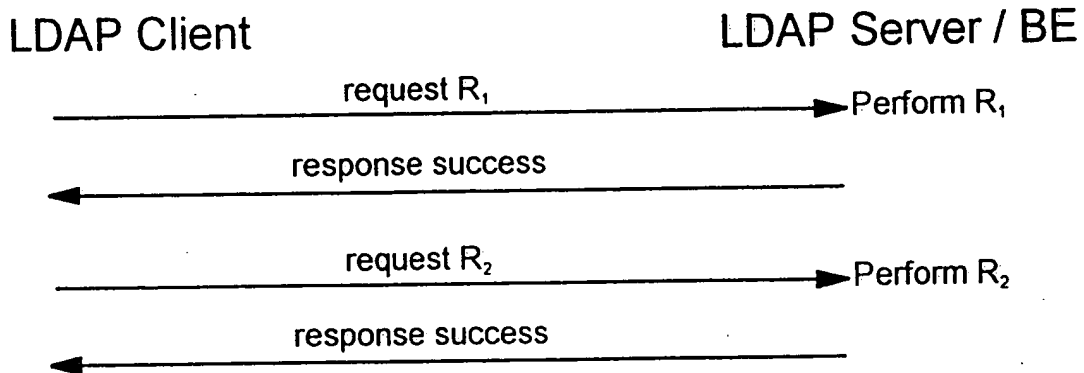 LDAP Client
LDAP Server / BE
request R₁
Perform R₁
response success
request R₂
Perform R₂
response success